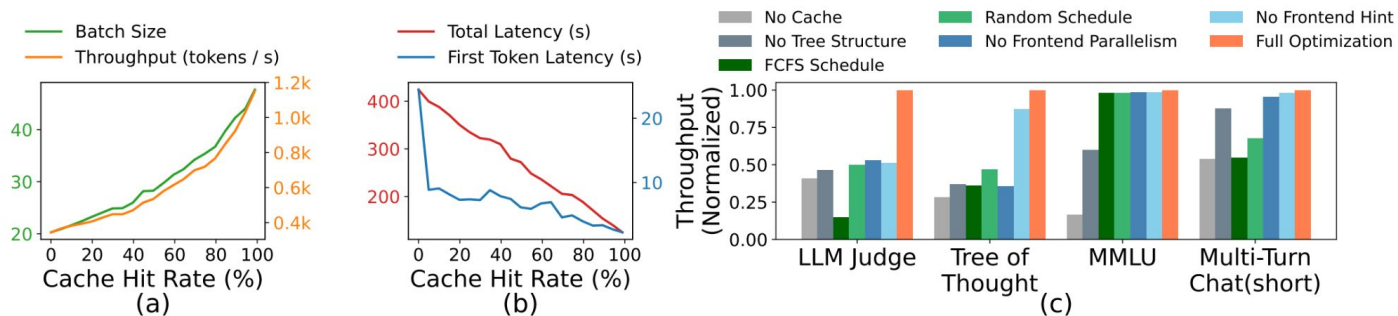 Batch Size
Throughput (tokens / s)
40
30
20
1.2k
1.0k
0.8k
0.6k
0.4k
0 20 40 60 80 100
Cache Hit Rate (%)
(a)
Total Latency (s)
First Token Latency (s)
400
300
200
20
10
0 20 40 60 80 100
Cache Hit Rate (%)
(b)
No Cache
No Tree Structure
FCFS Schedule
Random Schedule
No Frontend Parallelism
No Frontend Hint
Full Optimization
Throughput
(Normalized)
1.00
0.75
0.50
0.25
0.00
LLM Judge
Tree of
Thought
MMLU
Multi-Turn
Chat(short)
(c)